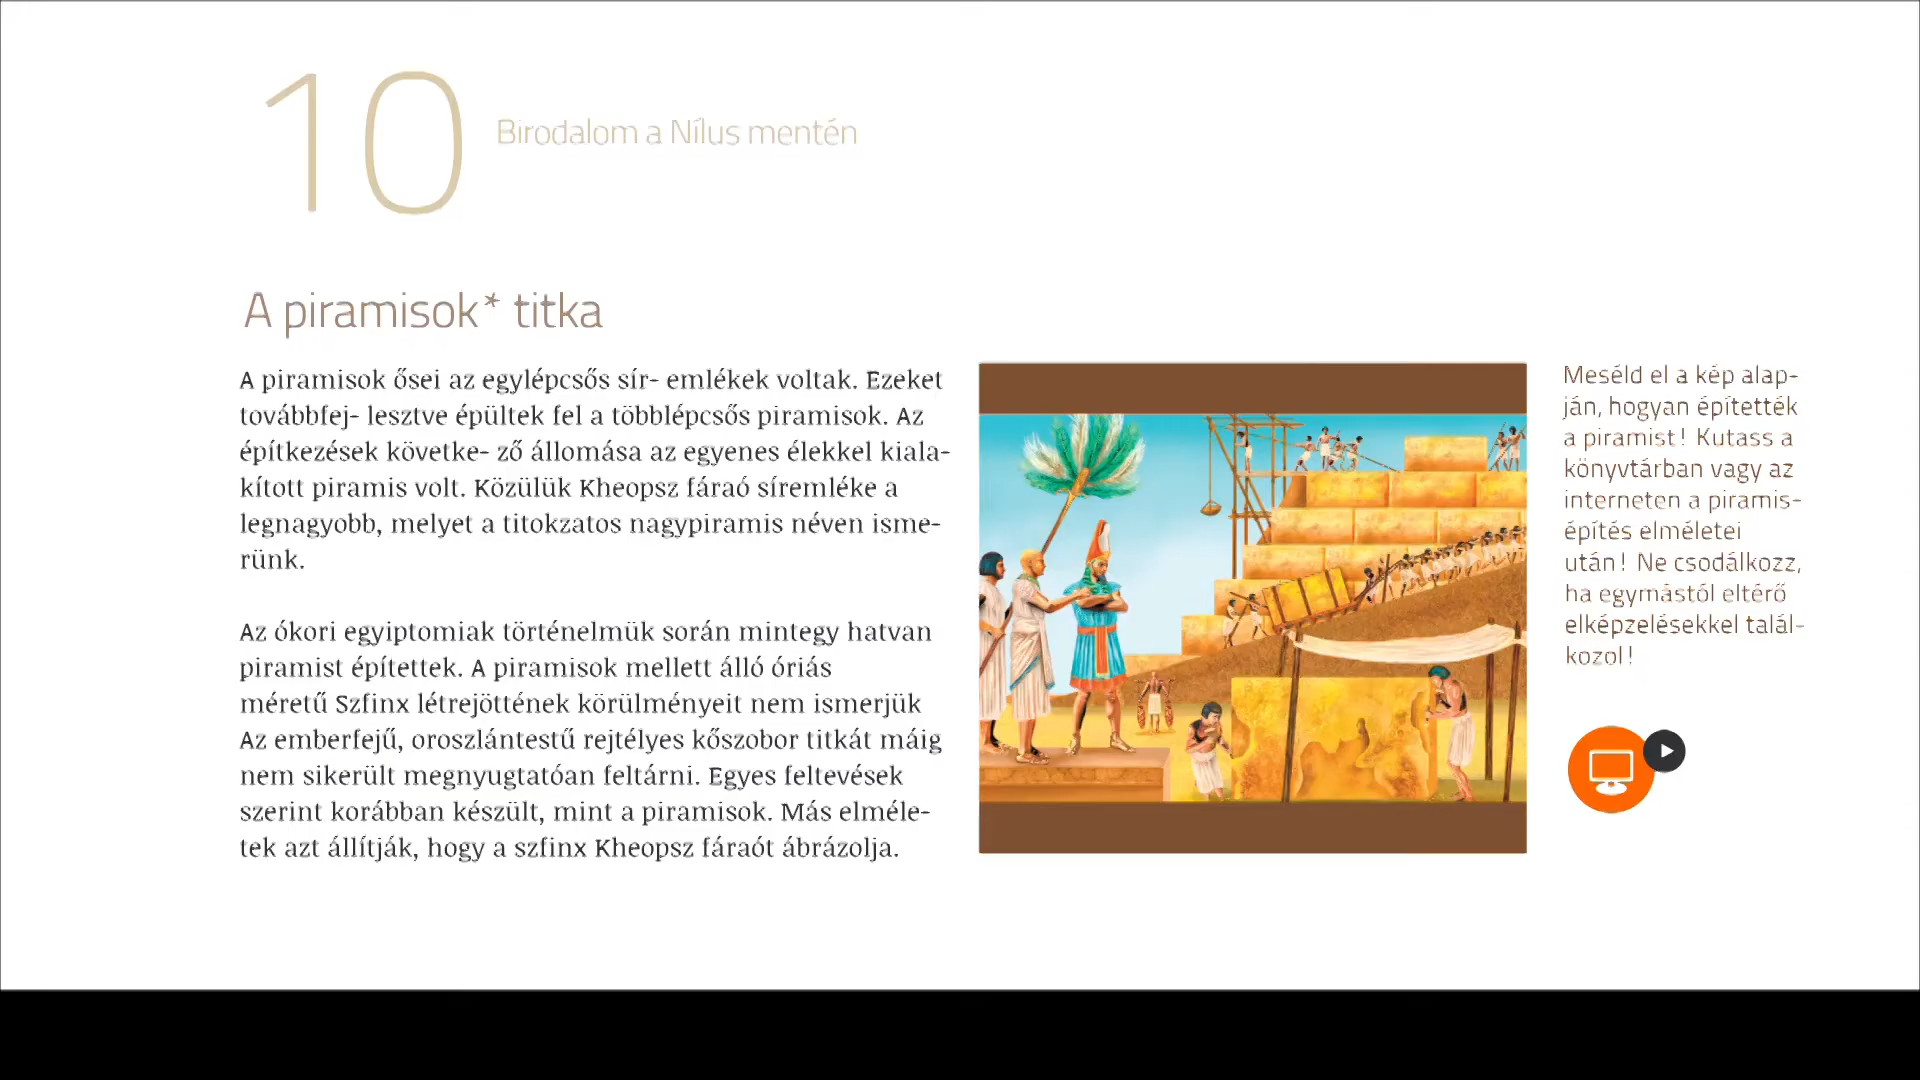 10
Birodalom a Nílus mentén
A piramisok* titka
A piramisok ősei az egylépcsős sír- emlékek voltak. Ezeket
továbbfej- lesztve épültek fel a többlépcsős piramisok. Az
építkezések követke- ző állomása az egyenes élekkel kiala-
kított piramis volt. Közülük Kheopsz fáraó síremléke a
legnagyobb, melyet a titokzatos nagypiramis néven isme-
rünk.
Az ókori egyiptomiak történelmük során mintegy hatvan
piramist építettek. A piramisok mellett álló óriás
méretű Szfinx létrejöttének körülményeit nem ismerjük
Az emberfejű, oroszlántestű rejtélyes kőszobor titkát máig
nem sikerült megnyugtatóan feltárni. Egyes feltevések
szerint korábban készült, mint a piramisok. Más elméle-
tek azt állítják, hogy a szfinx Kheopsz fáraót ábrázolja.
Meséld el a kép alap-
ján, hogyan építették
a piramist! Kutass a
könyvtárban vagy az
interneten a piramis-
építés elméletei
után! Ne csodálkozz,
ha egymástól eltérő
elképzelésekkel talál-
kozol!